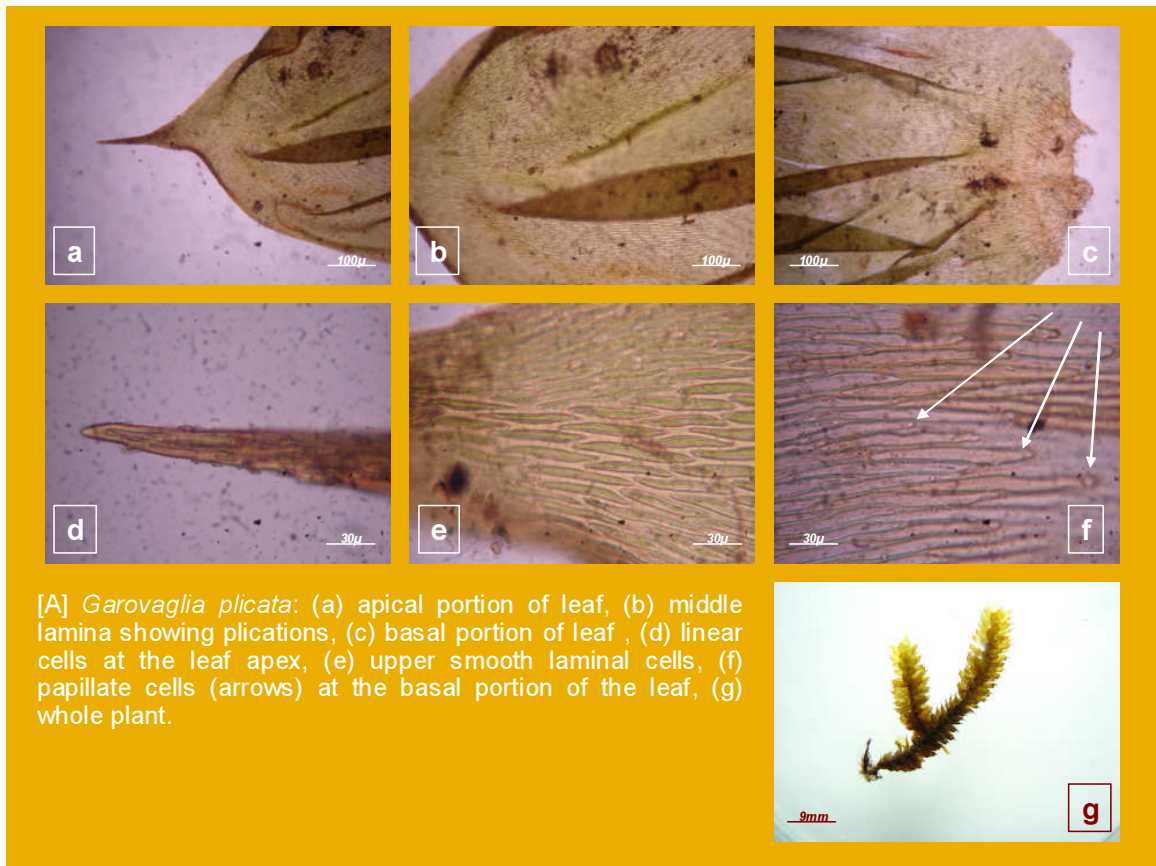 a
100µ
b
100µ
c
100µ
d
30µ
e
30µ
f
30µ
[A] Garovaglia plicata: (a) apical portion of leaf, (b) middle
lamina showing plications, (c) basal portion of leaf , (d) linear
cells at the leaf apex, (e) upper smooth laminal cells, (f)
papillate cells (arrows) at the basal portion of the leaf, (g)
whole plant.
g
9mm